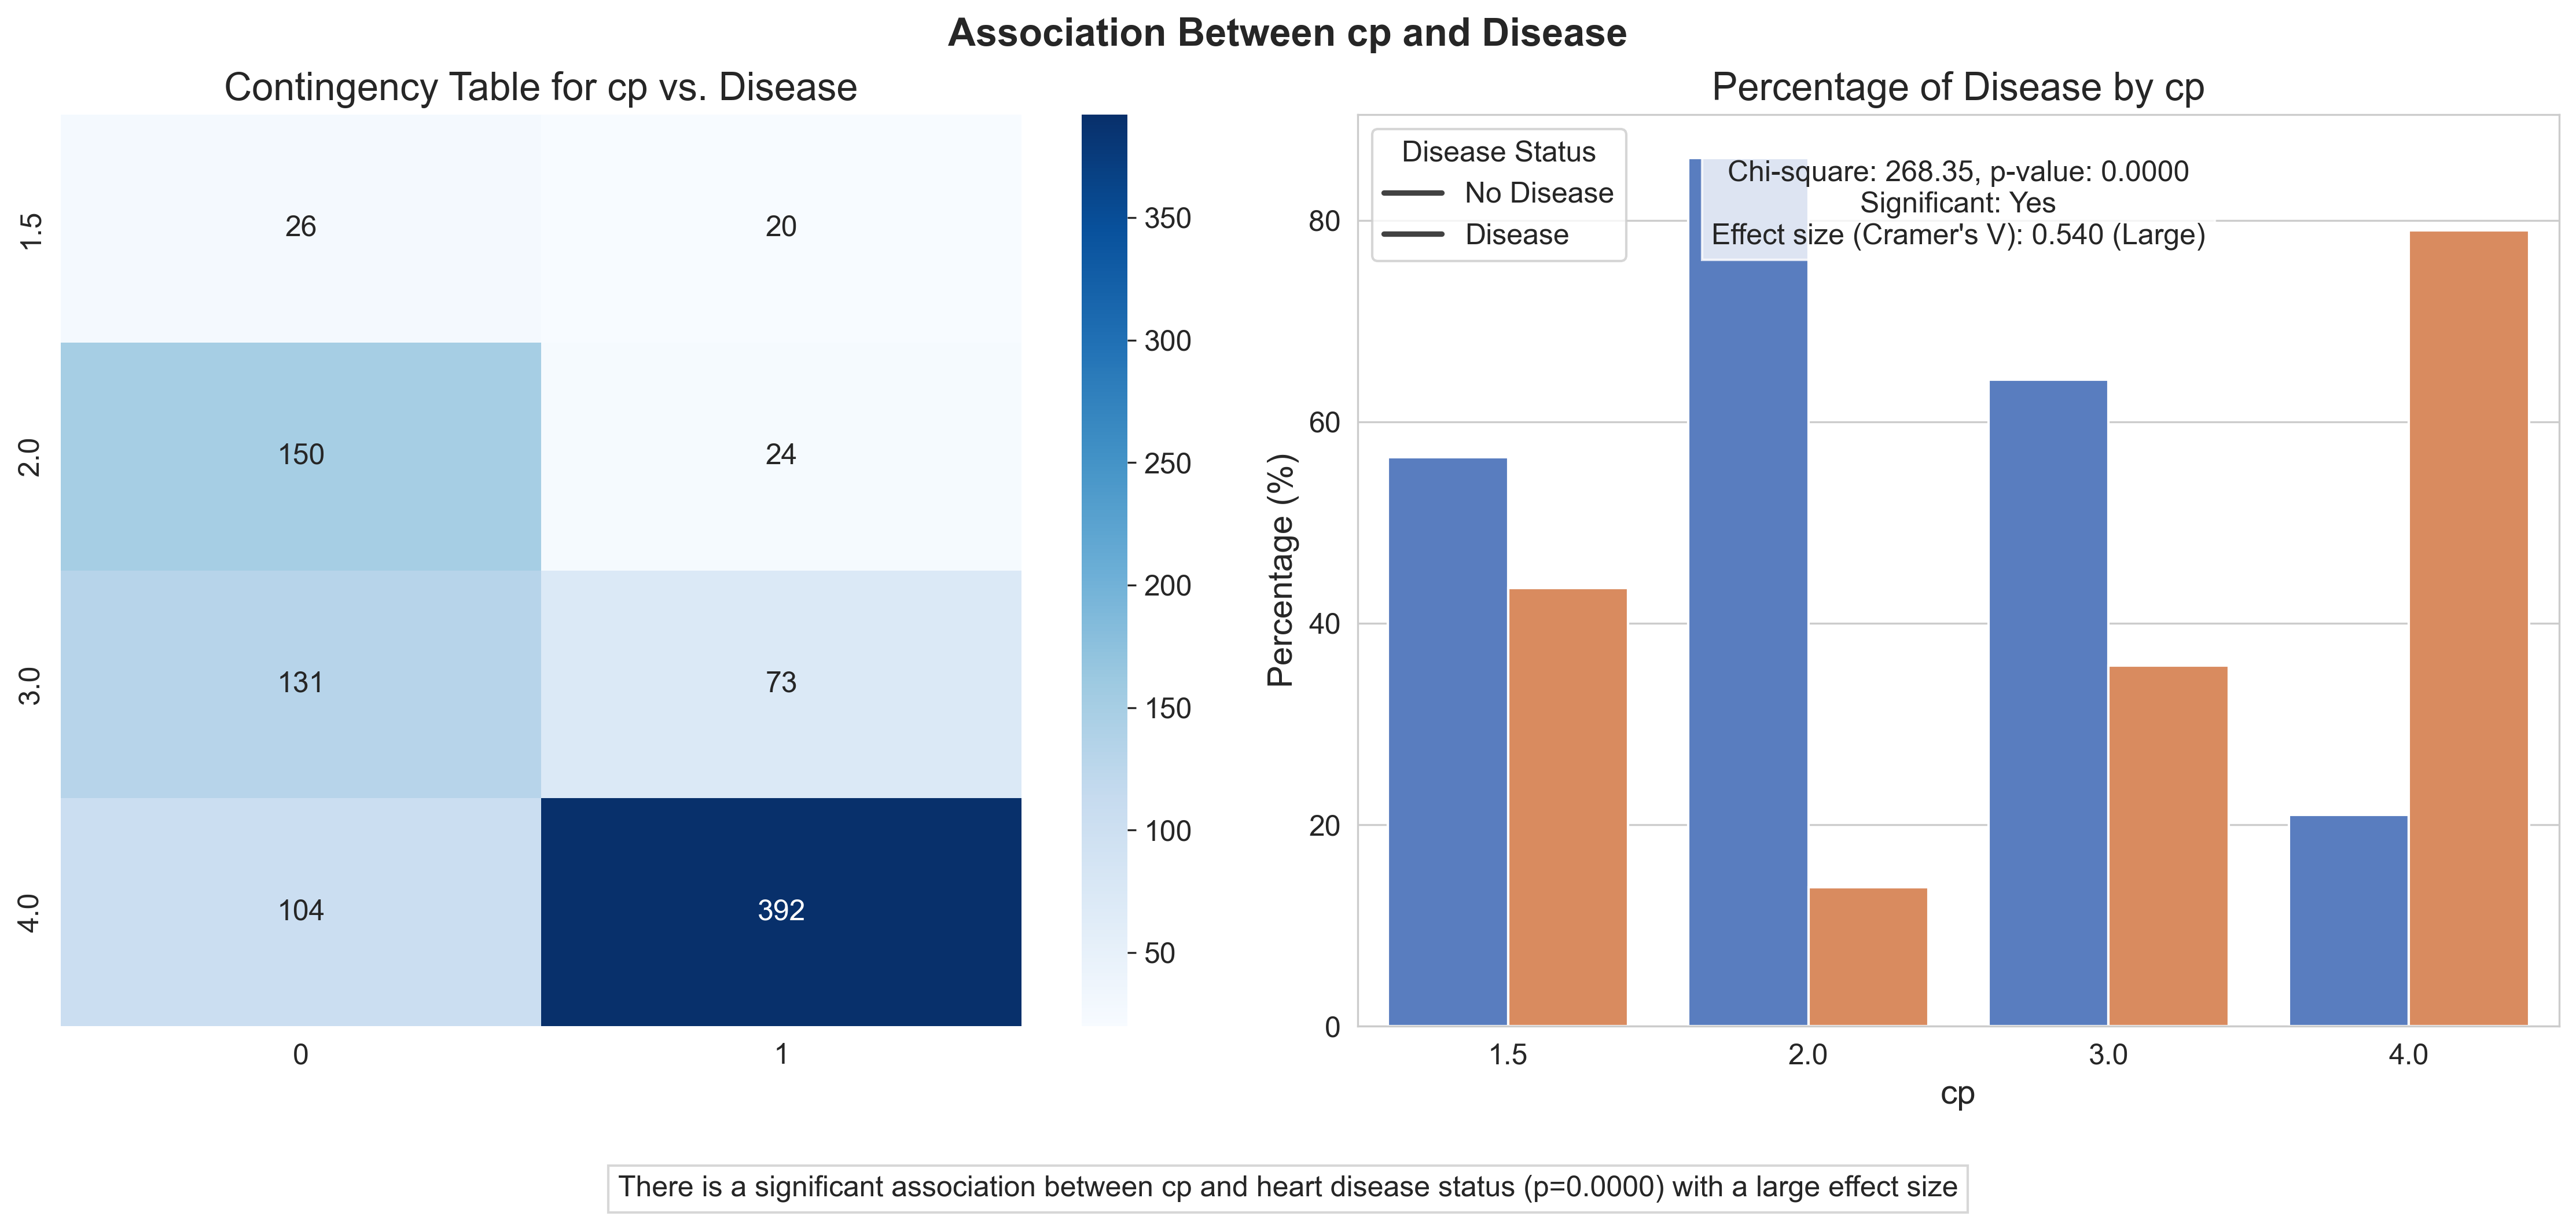 Association Between cp and Disease
Contingency Table for cp vs. Disease
1.5
26
20
2.0
150
24
3.0
131
73
4.0
104
392
0
1
350
300
250
200
150
100
50
Percentage of Disease by cp
Disease Status
No Disease
Disease
Chi-square: 268.35, p-value: 0.0000
Significant: Yes
Effect size (Cramer's V): 0.540 (Large)
Percentage (%)
80
60
40
20
0
1.5
2.0
3.0
4.0
cp
There is a significant association between cp and heart disease status (p=0.0000) with a large effect size